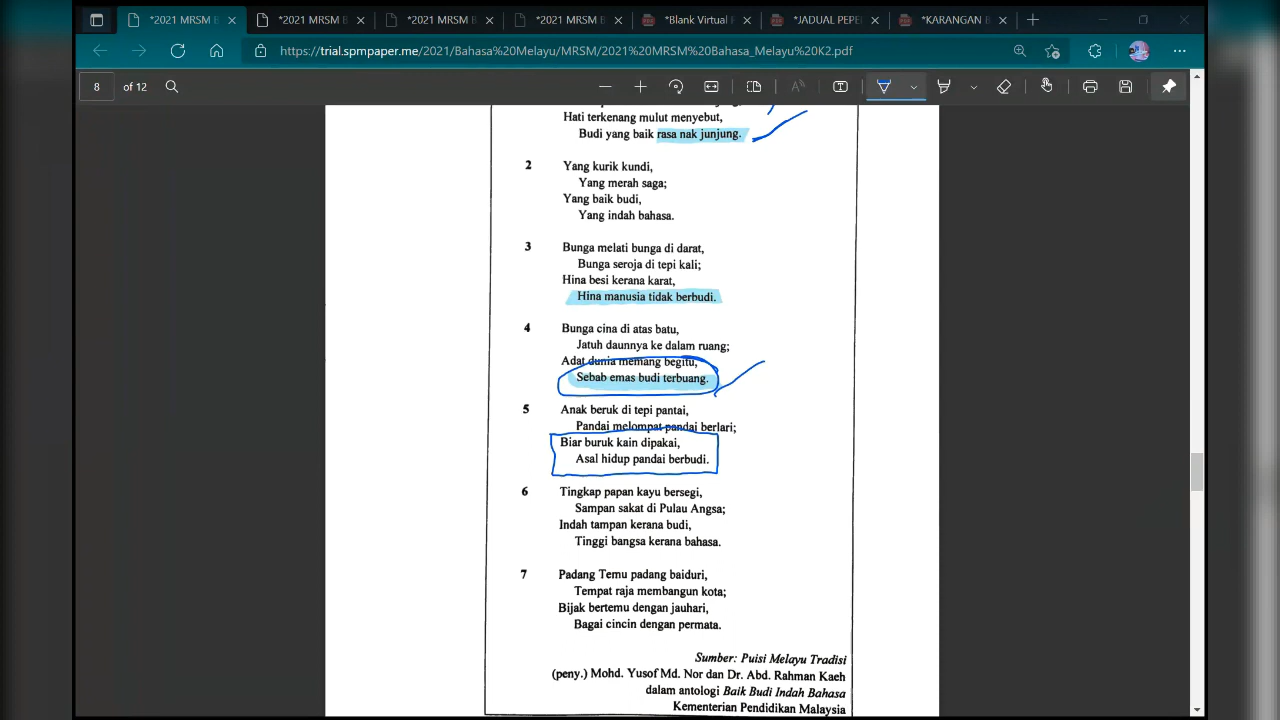 *2021 MRSM B
*2021 MRSM B
*2021 MRSM B
*2021 MRSM B
*Blank Virtual F
*JADUAL PEPE
*KARANGAN B
https://trial.spmpaper.me/2021/Bahasa%20Melayu/MRSM/2021%20MRSM%20Bahasa_Melayu%20K2.pdf
8 of 12
Hati terkenang mulut menyebut,
Budi yang baik rasa nak junjung.
2 Yang kurik kundi,
Yang merah saga;
Yang baik budi,
Yang indah bahasa.
3 Bunga melati bunga di darat,
Bunga seroja di tepi kali;
Hina besi kerana karat,
Hina manusia tidak berbudi.
4 Bunga cina di atas batu,
Jatuh daunnya ke dalam ruang;
Adat dunia memang begitu,
Sebab emas budi terbuang.
5 Anak beruk di tepi pantai,
Pandai melompat pandai berlari;
Biar buruk kain dipakai,
Asal hidup pandai berbudi.
6 Tingkap papan kayu bersegi,
Sampan sakat di Pulau Angsa;
Indah tampan kerana budi,
Tinggi bangsa kerana bahasa.
7 Padang Temu padang baiduri,
Tempat raja membangun kota;
Bijak bertemu dengan jauhari,
Bagai cincin dengan permata.
Sumber: Puisi Melayu Tradisi
(peny.) Mohd. Yusof Md. Nor dan Dr. Abd. Rahman Kaeh
dalam antologi Baik Budi Indah Bahasa
Kementerian Pendidikan Malaysia